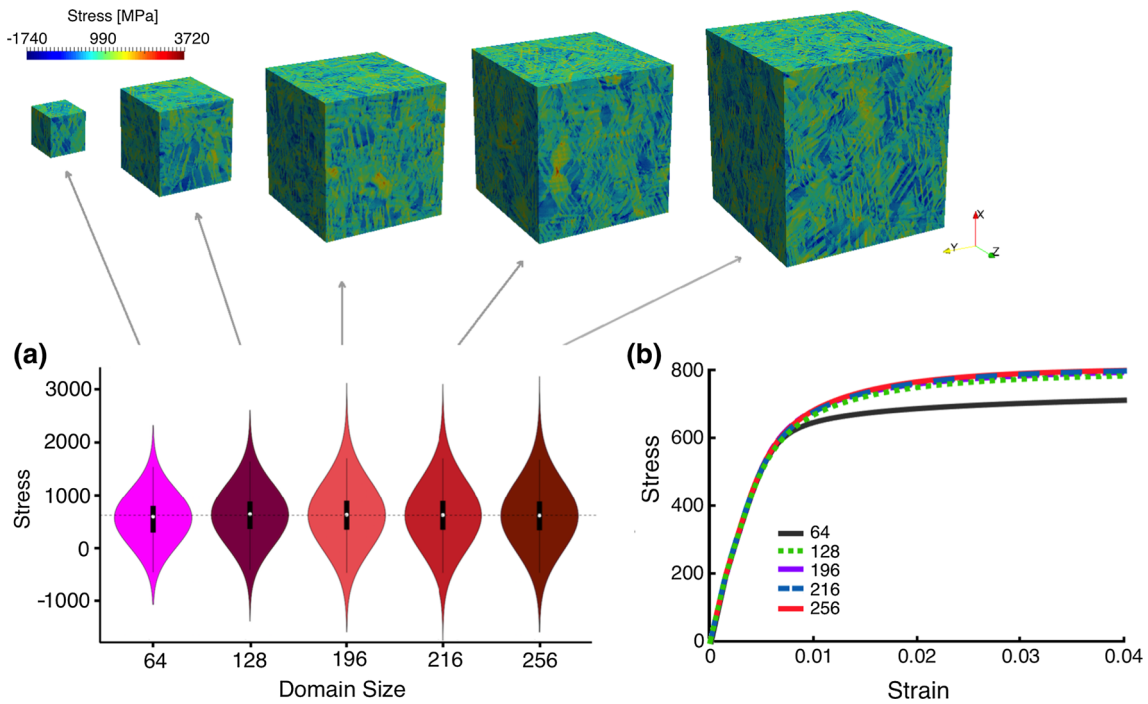 Stress [MPa]
-1740 990 3720
X
Y
Z
(a)
3000
2000
1000
0
-1000
Stress
64 128 196 216 256
Domain Size
(b)
800
600
400
200
0
Stress
64
128
196
216
256
0 0.01 0.02 0.03 0.04
Strain